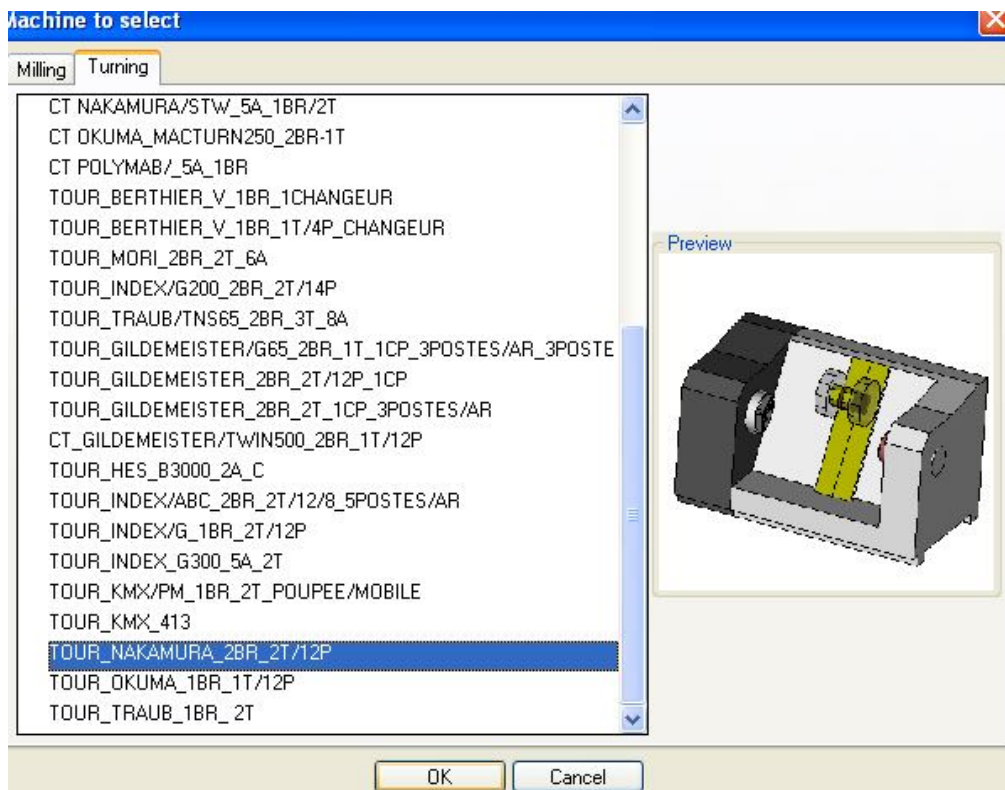 Machine to select
Milling Turning
CT NAKAMURA/STW_5A_1BR/2T
CT OKUMA_MACTURN250_2BR-1T
CT POLYMAB/_5A_1BR
TOUR_BERTHIER_V_1BR_1CHANGEUR
TOUR_BERTHIER_V_1BR_1T/4P_CHANGEUR
TOUR_MORI_2BR_2T_6A
TOUR_INDEX/G200_2BR_2T/14P
TOUR_TRAUB/TNS65_2BR_3T_8A
TOUR_GILDEMEISTER/G65_2BR_1T_1CP_3POSTES/AR_3POSTE
TOUR_GILDEMEISTER_2BR_2T/12P_1CP
TOUR_GILDEMEISTER_2BR_2T_1CP_3POSTES/AR
CT_GILDEMEISTER/TWIN500_2BR_1T/12P
TOUR_HES_B3000_2A_C
TOUR_INDEX/ABC_2BR_2T/12/8_5POSTES/AR
TOUR_INDEX/G_1BR_2T/12P
TOUR_INDEX_G300_5A_2T
TOUR_KMX/PM_1BR_2T_POUPEE/MOBILE
TOUR_KMX_413
TOUR_NAKAMURA_2BR_2T/12P
TOUR_OKUMA_1BR_1T/12P
TOUR_TRAUB_1BR_ 2T
Preview
OK Cancel